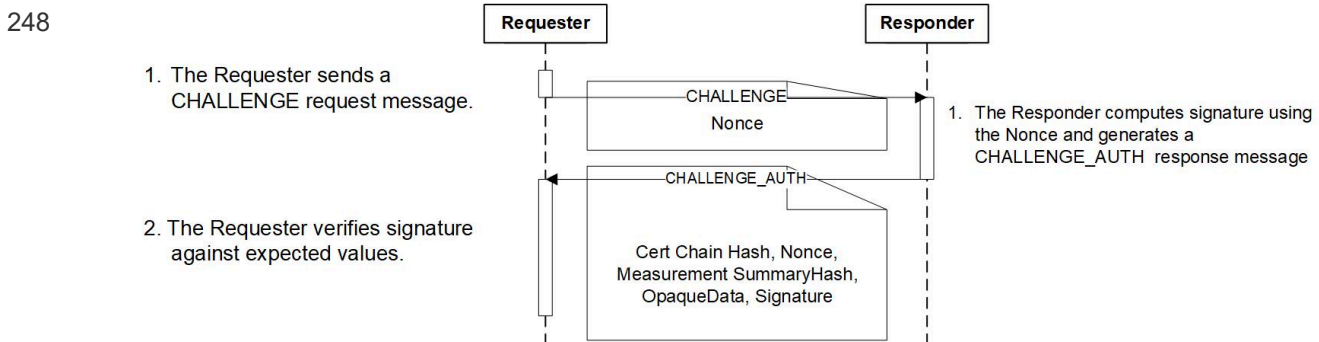 248
Requester
Responder
1. The Requester sends a
CHALLENGE request message.
CHALLENGE
Nonce
1. The Responder computes signature using
the Nonce and generates a
CHALLENGE_AUTH response message
CHALLENGE_AUTH
2. The Requester verifies signature
against expected values.
Cert Chain Hash, Nonce,
Measurement SummaryHash,
OpaqueData, Signature